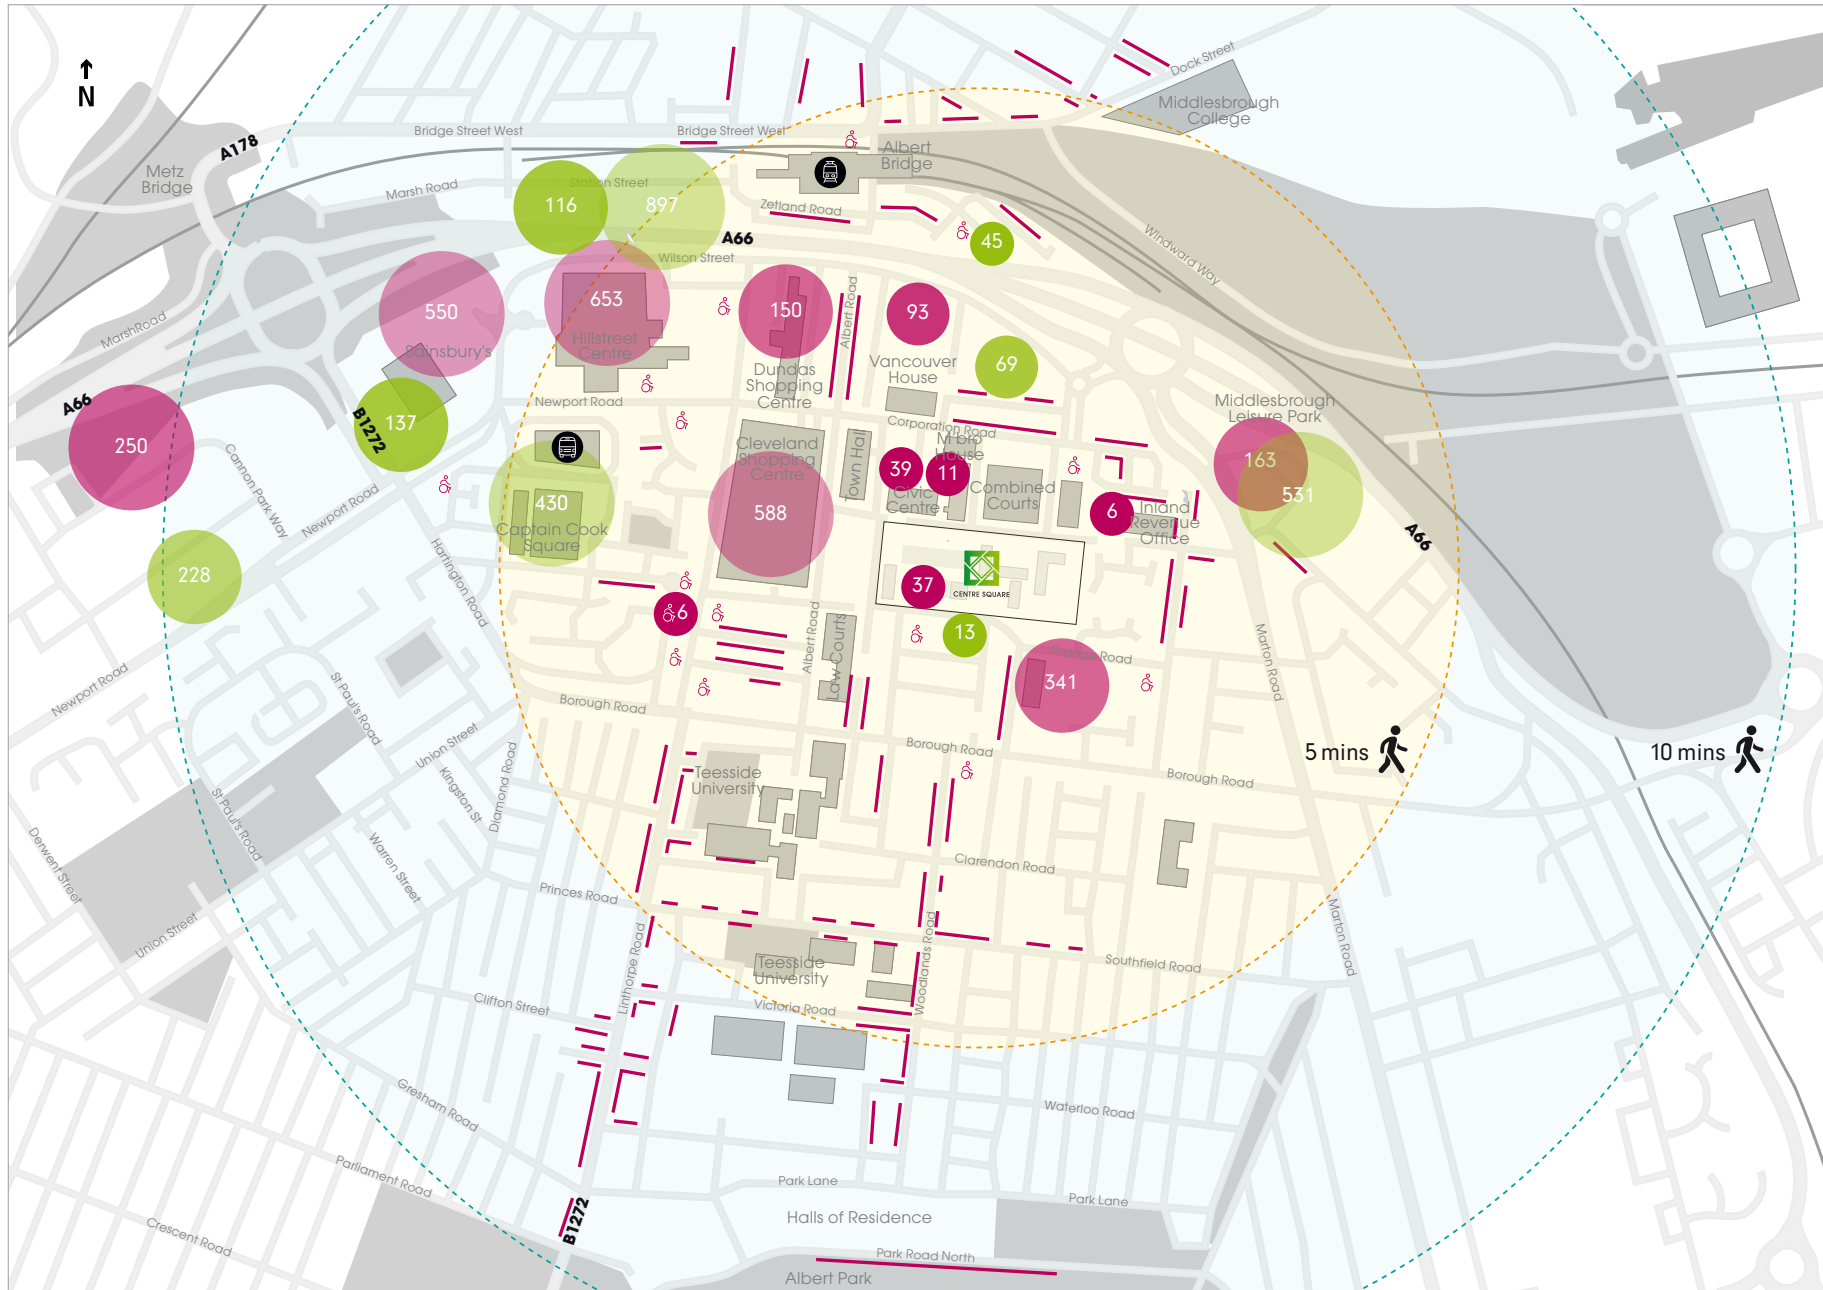 N
A178
Metz
Bridge
Bridge Street West
Bridge Street West
Dock Street
Middlesbrough
College
Albert
Bridge
Marsh Road
Station Street
116
897
Zetland Road
A66
45
Windward Way
Wilson Street
MarshRoad
550
653
150
93
Albert Road
Sainsbury's
Hillstreet
Centre
Vancouver
House
69
Dundas
Shopping
Centre
A66
Newport Road
Middlesbrough
Leisure Park
B1272
137
250
Corporation Road
Cleveland
Shopping
Centre
Town Hall
M'bro
House
39
11
163
531
Cannon Park Way
Newport Road
430
Captain Cook
Square
588
Civic
Centre
Combined
Courts
6
Inland
Revenue
Office
A66
Hartington Road
228
37
CENTRE SQUARE
6
13
Albert Road
Law Courts
Grange Road
341
Marton Road
Newport Road
St Paul's Road
Borough Road
Borough Road
Borough Road
5 mins
10 mins
Union Street
Kingston St
Diamond Road
Teesside
University
St Paul's Road
Derwent Street
Warren Street
Clarendon Road
Princes Road
Union Street
Linthorpe Road
Woodlands Road
Marton Road
Southfield Road
Teesside
University
Clifton Street
Victoria Road
Gresham Road
Waterloo Road
Parliament Road
Park Lane
Park Lane
B1272
Halls of Residence
Crescent Road
Park Road North
Albert Park